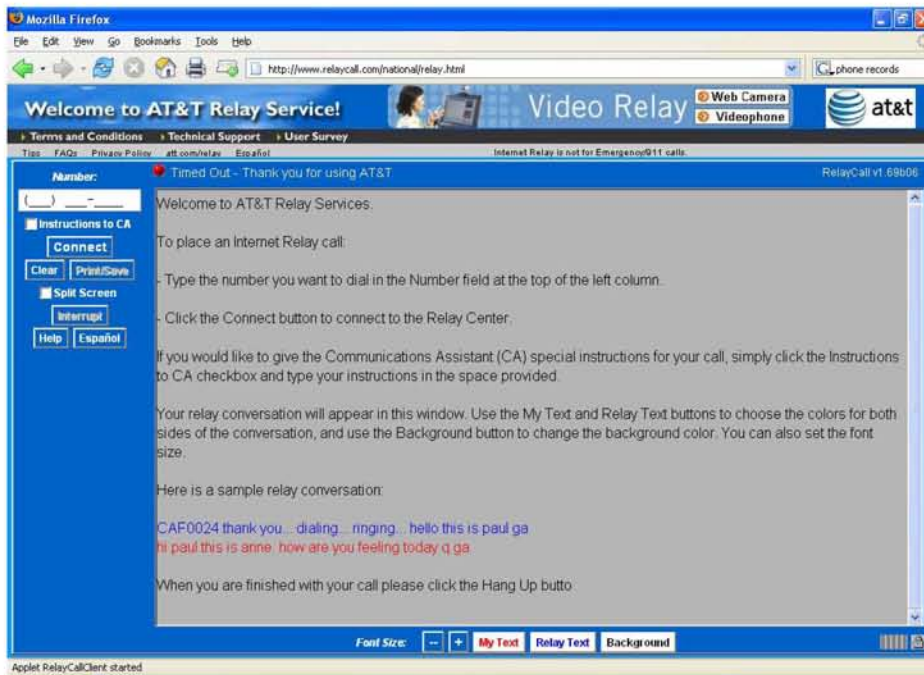 Mozilla Firefox
File Edit View Go Bookmarks Tools Help
http://www.relaycall.com/national/relay.html
phone records
Welcome to AT&T Relay Service!
Video Relay
Web Camera
Videophone
at&t
Terms and Conditions Technical Support User Survey
Tips FAQs Privacy Policy att.com/relay Español Internet Relay is not for Emergency/911 calls.
Number:
(___) ___-____
Instructions to CA
Connect
Clear Print/Save
Split Screen
Interrupt
Help Español
Timed Out - Thank you for using AT&T
RelayCall v1.69b06
Welcome to AT&T Relay Services.
To place an Internet Relay call:
- Type the number you want to dial in the Number field at the top of the left column.
- Click the Connect button to connect to the Relay Center.
If you would like to give the Communications Assistant (CA) special instructions for your call, simply click the Instructions
to CA checkbox and type your instructions in the space provided.
Your relay conversation will appear in this window. Use the My Text and Relay Text buttons to choose the colors for both
sides of the conversation, and use the Background button to change the background color. You can also set the font
size.
Here is a sample relay conversation:
CAF0024 thank you... dialing... ringing... hello this is paul ga
hi paul this is anne. how are you feeling today q ga
When you are finished with your call please click the Hang Up butto
Font Size: -- + My Text Relay Text Background
Applet RelayCallClient started